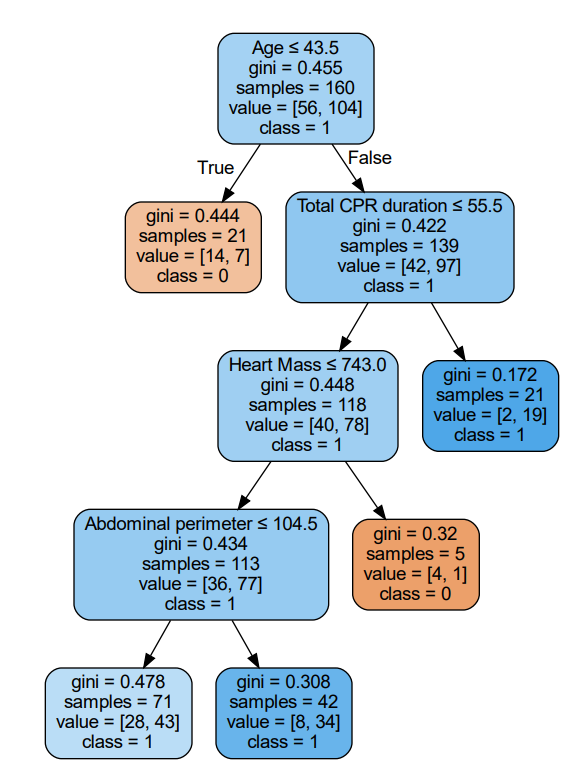 Age ≤ 43.5
gini = 0.455
samples = 160
value = [56, 104]
class = 1
True
False
gini = 0.444
samples = 21
value = [14, 7]
class = 0
Total CPR duration ≤ 55.5
gini = 0.422
samples = 139
value = [42, 97]
class = 1
Heart Mass ≤ 743.0
gini = 0.448
samples = 118
value = [40, 78]
class = 1
gini = 0.172
samples = 21
value = [2, 19]
class = 1
Abdominal perimeter ≤ 104.5
gini = 0.434
samples = 113
value = [36, 77]
class = 1
gini = 0.32
samples = 5
value = [4, 1]
class = 0
gini = 0.478
samples = 71
value = [28, 43]
class = 1
gini = 0.308
samples = 42
value = [8, 34]
class = 1